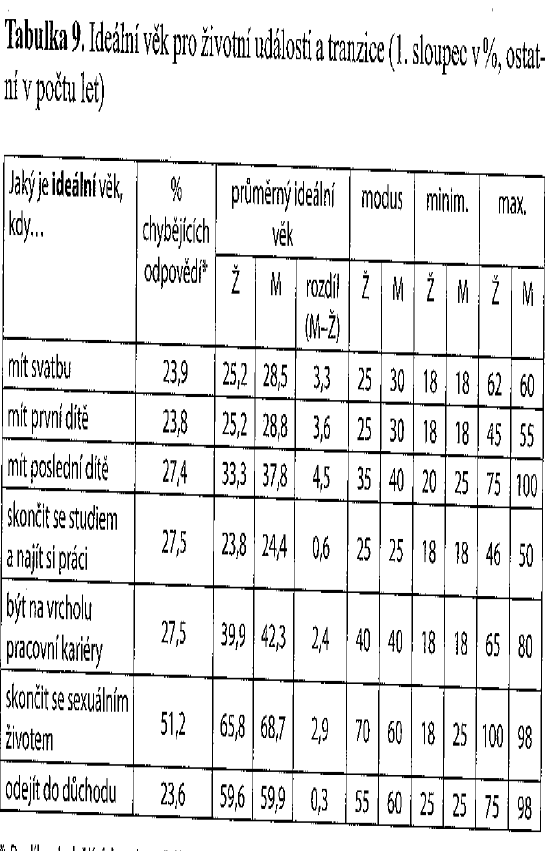 Tabulka 9. Ideální věk pro životní události a tranzice (1. sloupec v %, ostat-
ní v počtu let)
Jaký je ideální věk, kdy… % chybějících odpovědí* průměrný ideální věk modus minim. max.
Ž M rozdíl (M–Ž) Ž M Ž M Ž M
mít svatbu 23,9 25,2 28,5 3,3 25 30 18 18 62 60
mít první dítě 23,8 25,2 28,8 3,6 25 30 18 18 45 55
mít poslední dítě 27,4 33,3 37,8 4,5 35 40 20 25 75 100
skončit se studiem
a najít si práci 27,5 23,8 24,4 0,6 25 25 18 18 46 50
být na vrcholu
pracovní kariéry 27,5 39,9 42,3 2,4 40 40 18 18 65 80
skončit se sexuálním
životem 51,2 65,8 68,7 2,9 70 60 18 25 100 98
odejít do důchodu 23,6 59,6 59,9 0,3 55 60 25 25 75 98